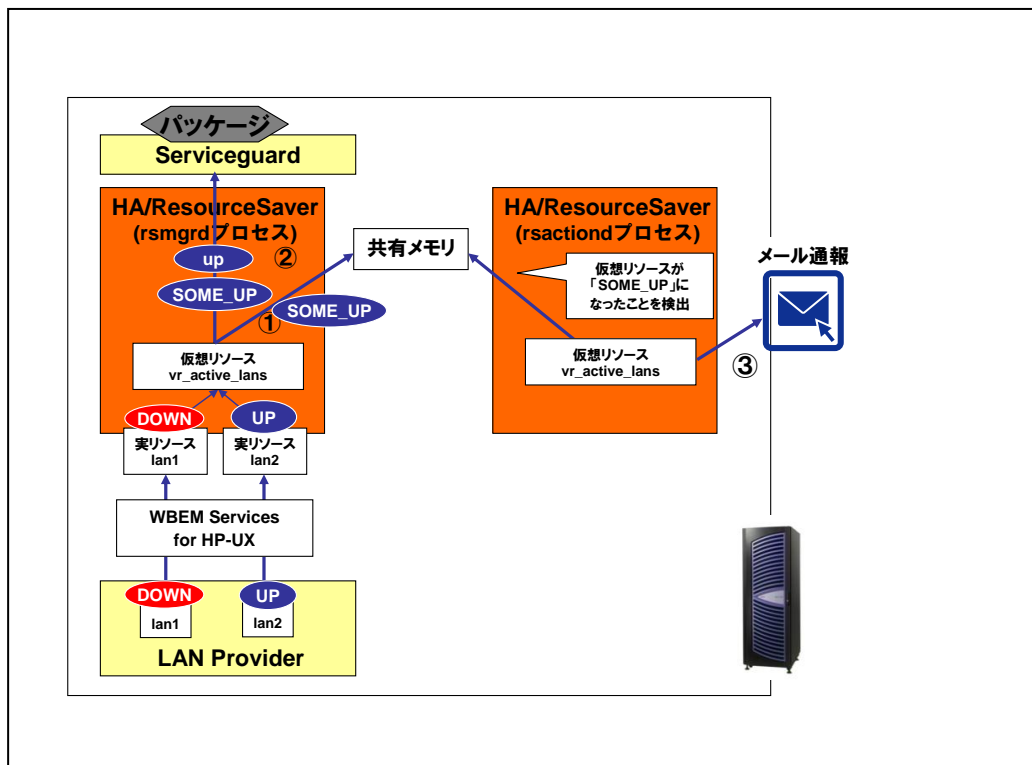 パッケージ
Serviceguard
HA/ResourceSaver
(rsmgrdプロセス)
up
②
SOME_UP
①
SOME_UP
仮想リソース
vr_active_lans
DOWN
UP
実リソース
lan1
実リソース
lan2
WBEM Services
for HP-UX
DOWN
UP
lan1
lan2
LAN Provider
共有メモリ
HA/ResourceSaver
(rsactiondプロセス)
仮想リソースが
「SOME_UP」に
なったことを検出
仮想リソース
vr_active_lans
③
メール通報